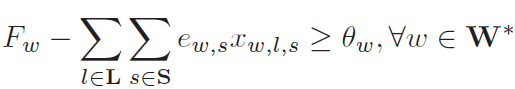 F_w − ∑_{l∈𝐋} ∑_{s∈𝐒} e_{w,s} x_{w,l,s} ≥ θ_w, ∀w ∈ 𝐖*